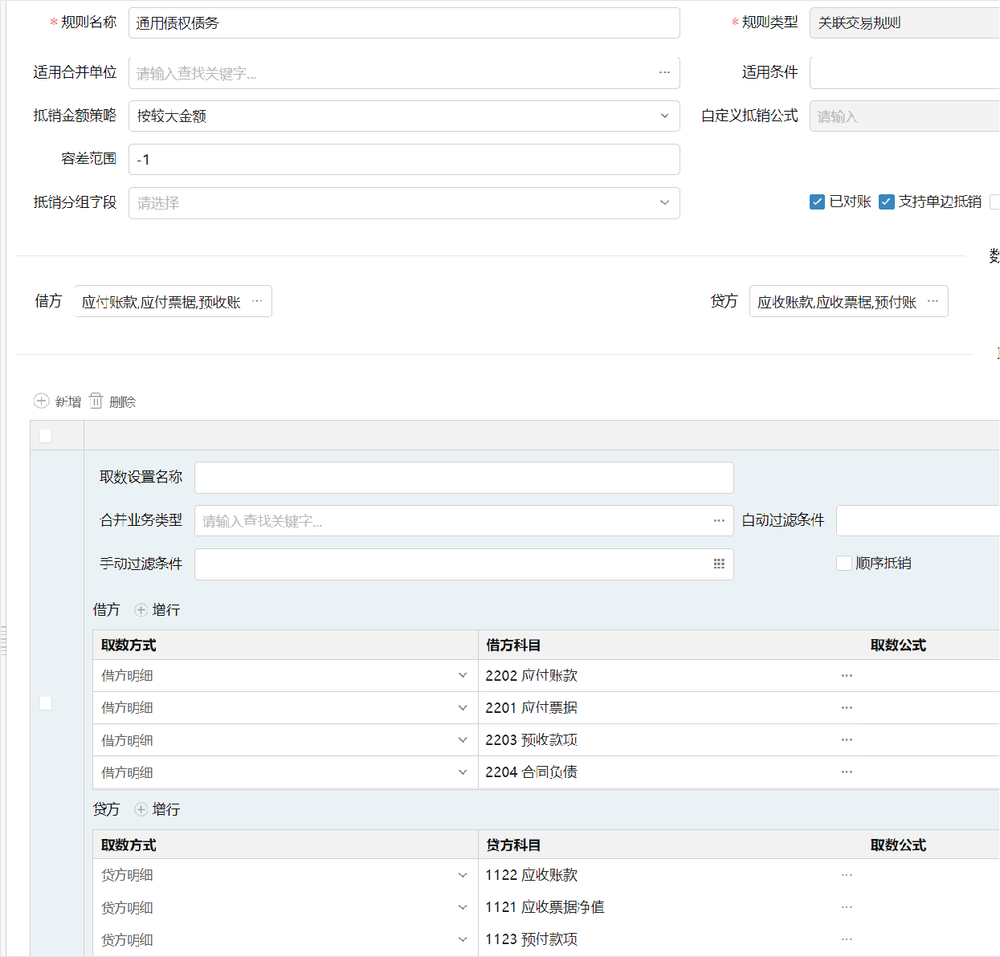 * 规则名称 通用债权债务 * 规则类型 关联交易规则
适用合并单位 请输入查找关键字... ··· 适用条件
抵销金额策略 按较大金额 自定义抵销公式 请输入
容差范围 -1
抵销分组字段 请选择 已对账 支持单边抵销
数
借方 应付账款,应付票据,预收账 ··· 贷方 应收账款,应收票据,预付账 ···
新增 删除
取数设置名称
合并业务类型 请输入查找关键字... ··· 自动过滤条件
手动过滤条件 顺序抵销
借方 增行
取数方式 借方科目 取数公式
借方明细 2202 应付账款 ···
借方明细 2201 应付票据 ···
借方明细 2203 预收款项 ···
借方明细 2204 合同负债 ···
贷方 增行
取数方式 贷方科目 取数公式
贷方明细 1122 应收账款 ···
贷方明细 1121 应收票据净值 ···
贷方明细 1123 预付款项 ···